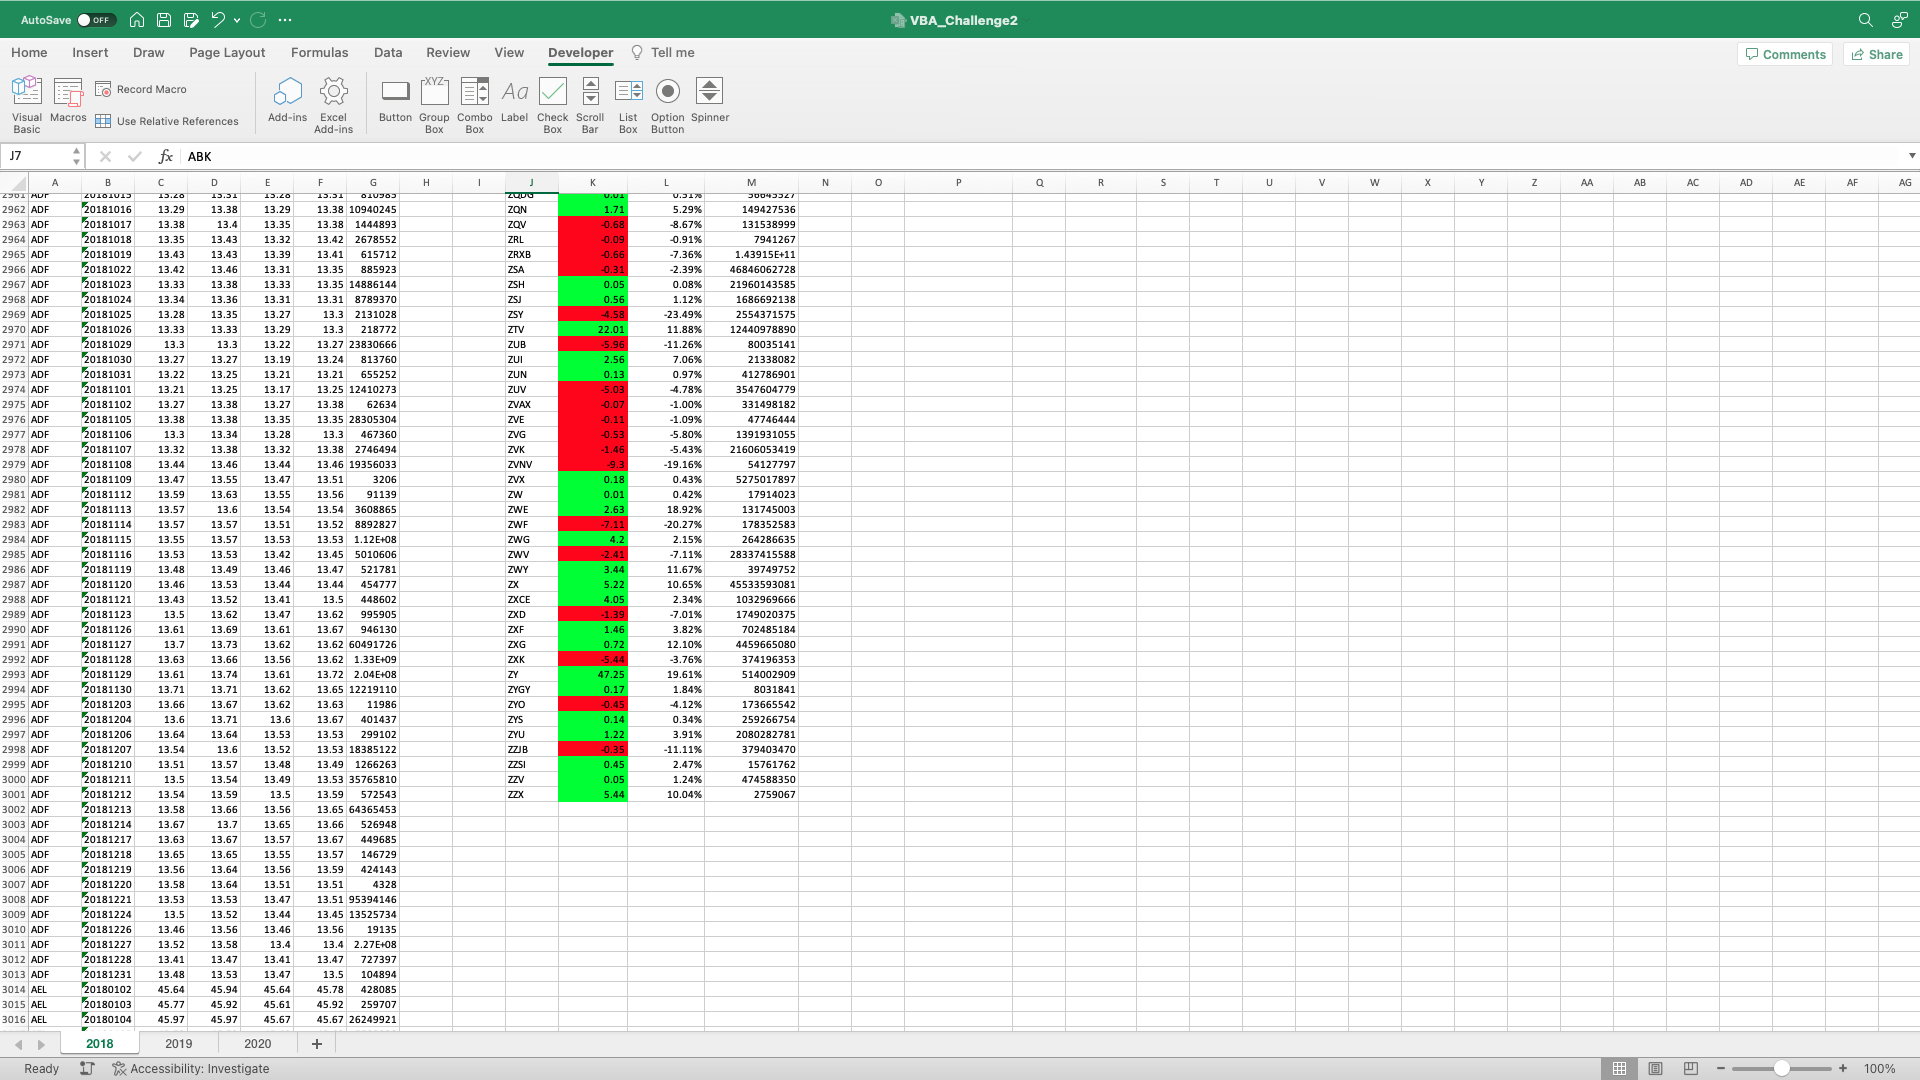 AutoSave OFF VBA_Challenge2
Home Insert Draw Page Layout Formulas Data Review View Developer Tell me Comments Share
Visual Basic Macros Record Macro Use Relative References Add-ins Excel Add-ins Button Group Box Combo Box Label Check Box Scroll Bar List Box Option Button Spinner
J7 fx ABK
A B C D E F G H I J K L M N O P Q R S T U V W X Y Z AA AB AC AD AE AF AG
2961 ADF 20181015 13.28 13.31 13.28 13.31 810985 ZQDG 0.01 0.31% 36645327
2962 ADF 20181016 13.29 13.38 13.29 13.38 10940245 ZQN 1.71 5.29% 149427536
2963 ADF 20181017 13.38 13.4 13.35 13.38 1444893 ZQV -0.68 -8.67% 131538999
2964 ADF 20181018 13.35 13.43 13.32 13.42 2678552 ZRL -0.09 -0.91% 7941267
2965 ADF 20181019 13.43 13.43 13.39 13.41 615712 ZRXB -0.66 -7.36% 1.43915E+11
2966 ADF 20181022 13.42 13.46 13.31 13.35 885923 ZSA -0.31 -2.39% 46846062728
2967 ADF 20181023 13.33 13.38 13.33 13.35 14886144 ZSH 0.05 0.08% 21960143585
2968 ADF 20181024 13.34 13.36 13.31 13.31 8789370 ZSJ 0.56 1.12% 1686692138
2969 ADF 20181025 13.28 13.35 13.27 13.3 2131028 ZSY -4.58 -23.49% 2554371575
2970 ADF 20181026 13.33 13.33 13.29 13.3 218772 ZTV 22.01 11.88% 12440978890
2971 ADF 20181029 13.3 13.3 13.22 13.27 23830666 ZUB -5.96 -11.26% 80035141
2972 ADF 20181030 13.27 13.27 13.19 13.24 813760 ZUI 2.56 7.06% 21338082
2973 ADF 20181031 13.22 13.25 13.21 13.21 655252 ZUN 0.13 0.97% 412786901
2974 ADF 20181101 13.21 13.25 13.17 13.25 12410273 ZUV -5.03 -4.78% 3547604779
2975 ADF 20181102 13.27 13.38 13.27 13.38 62634 ZVAX -0.07 -1.00% 331498182
2976 ADF 20181105 13.38 13.38 13.35 13.35 28305304 ZVE -0.11 -1.09% 47746444
2977 ADF 20181106 13.3 13.34 13.28 13.3 467360 ZVG -0.53 -5.80% 1391931055
2978 ADF 20181107 13.32 13.38 13.32 13.38 2746494 ZVK -1.46 -5.43% 21606053419
2979 ADF 20181108 13.44 13.46 13.44 13.46 19356033 ZVNV -9.3 -19.16% 54127797
2980 ADF 20181109 13.47 13.55 13.47 13.51 3206 ZVX 0.18 0.43% 5275017897
2981 ADF 20181112 13.59 13.63 13.55 13.56 91139 ZW 0.01 0.42% 17914023
2982 ADF 20181113 13.57 13.6 13.54 13.54 3608865 ZWE 2.63 18.92% 131745003
2983 ADF 20181114 13.57 13.57 13.51 13.52 8892827 ZWF -7.11 -20.27% 178352583
2984 ADF 20181115 13.55 13.57 13.53 13.53 1.12E+08 ZWG 4.2 2.15% 264286635
2985 ADF 20181116 13.53 13.53 13.42 13.45 5010606 ZWV -2.41 -7.11% 28337415588
2986 ADF 20181119 13.48 13.49 13.46 13.47 521781 ZWY 3.44 11.67% 39749752
2987 ADF 20181120 13.46 13.53 13.44 13.44 454777 ZX 5.22 10.65% 45533593081
2988 ADF 20181121 13.43 13.52 13.41 13.5 448602 ZXCE 4.05 2.34% 1032969666
2989 ADF 20181123 13.5 13.62 13.47 13.62 995905 ZXD -1.39 -7.01% 1749020375
2990 ADF 20181126 13.61 13.69 13.61 13.67 946130 ZXF 1.46 3.82% 702485184
2991 ADF 20181127 13.7 13.73 13.62 13.62 60491726 ZXG 0.72 12.10% 4459665080
2992 ADF 20181128 13.63 13.66 13.56 13.62 1.33E+09 ZXK -5.44 -3.76% 374196353
2993 ADF 20181129 13.61 13.74 13.61 13.72 2.04E+08 ZY 47.25 19.61% 514002909
2994 ADF 20181130 13.71 13.71 13.62 13.65 12219110 ZYGY 0.17 1.84% 8031841
2995 ADF 20181203 13.66 13.67 13.62 13.63 11986 ZYO -0.45 -4.12% 173665542
2996 ADF 20181204 13.6 13.71 13.6 13.67 401437 ZYS 0.14 0.34% 259266754
2997 ADF 20181206 13.64 13.64 13.53 13.53 299102 ZYU 1.22 3.91% 2080282781
2998 ADF 20181207 13.54 13.6 13.52 13.53 18385122 ZZJB -0.35 -11.11% 379403470
2999 ADF 20181210 13.51 13.57 13.48 13.49 1266263 ZZSI 0.45 2.47% 15761762
3000 ADF 20181211 13.5 13.54 13.49 13.53 35765810 ZZV 0.05 1.24% 474588350
3001 ADF 20181212 13.54 13.59 13.5 13.59 572543 ZZX 5.44 10.04% 2759067
3002 ADF 20181213 13.58 13.66 13.56 13.65 64365453
3003 ADF 20181214 13.67 13.7 13.65 13.66 526948
3004 ADF 20181217 13.63 13.67 13.57 13.67 449685
3005 ADF 20181218 13.65 13.65 13.55 13.57 146729
3006 ADF 20181219 13.56 13.64 13.56 13.59 424143
3007 ADF 20181220 13.58 13.64 13.51 13.51 4328
3008 ADF 20181221 13.53 13.53 13.47 13.51 95394146
3009 ADF 20181224 13.5 13.52 13.44 13.45 13525734
3010 ADF 20181226 13.46 13.56 13.46 13.56 19135
3011 ADF 20181227 13.52 13.58 13.4 13.4 2.27E+08
3012 ADF 20181228 13.41 13.47 13.41 13.47 727397
3013 ADF 20181231 13.48 13.53 13.47 13.5 104894
3014 AEL 20180102 45.64 45.94 45.64 45.78 428085
3015 AEL 20180103 45.77 45.92 45.61 45.92 259707
3016 AEL 20180104 45.97 45.97 45.67 45.67 26249921
2018 2019 2020 +
Ready Accessibility: Investigate 100%